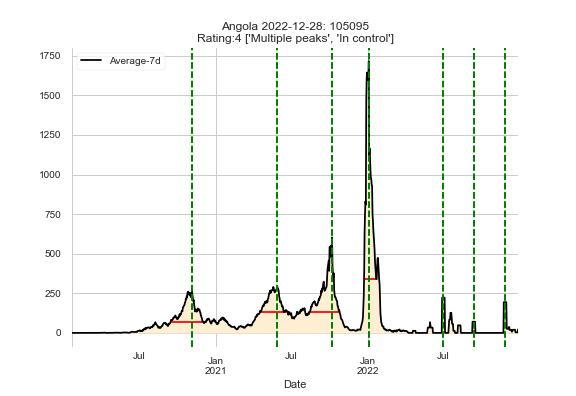 Angola 2022-12-28: 105095
Rating:4 ['Multiple peaks', 'In control']
Average-7d
1750
1500
1250
1000
750
500
250
0
Jul
Jan
2021
Jul
Jan
2022
Jul
Date